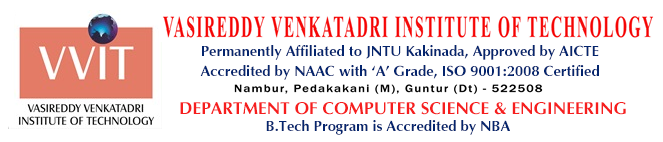 VVIT
VASIREDDY VENKATADRI
INSTITUTE OF TECHNOLOGY
VASIREDDY VENKATADRI INSTITUTE OF TECHNOLOGY
Permanently Affiliated to JNTU Kakinada, Approved by AICTE
Accredited by NAAC with ‘A’ Grade, ISO 9001:2008 Certified
Nambur, Pedakakani (M), Guntur (Dt) - 522508
DEPARTMENT OF COMPUTER SCIENCE & ENGINEERING
B.Tech Program is Accredited by NBA